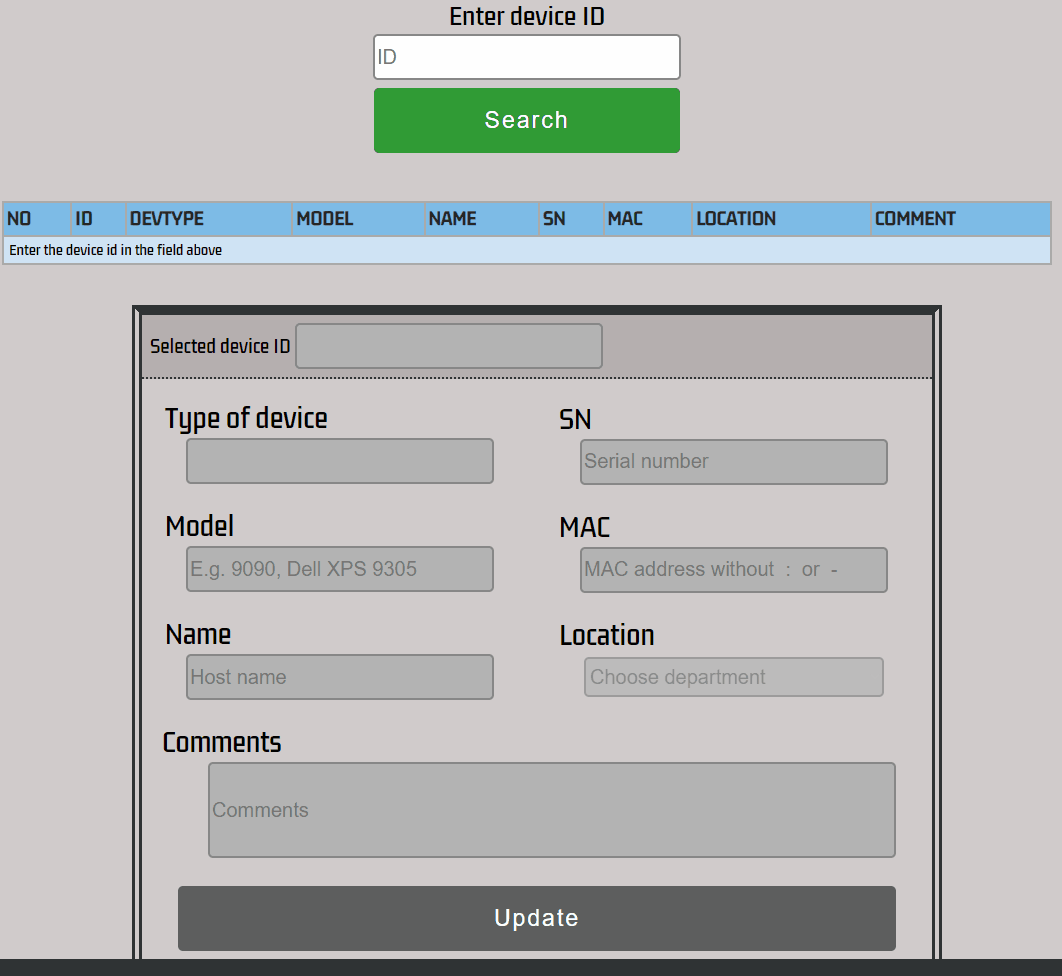 Enter device ID
ID
Search
NO ID DEVTYPE MODEL NAME SN MAC LOCATION COMMENT
Enter the device id in the field above
Selected device ID
Type of device
SN
Serial number
Model
MAC
E.g. 9090, Dell XPS 9305
MAC address without : or -
Name
Location
Host name
Choose department
Comments
Comments
Update